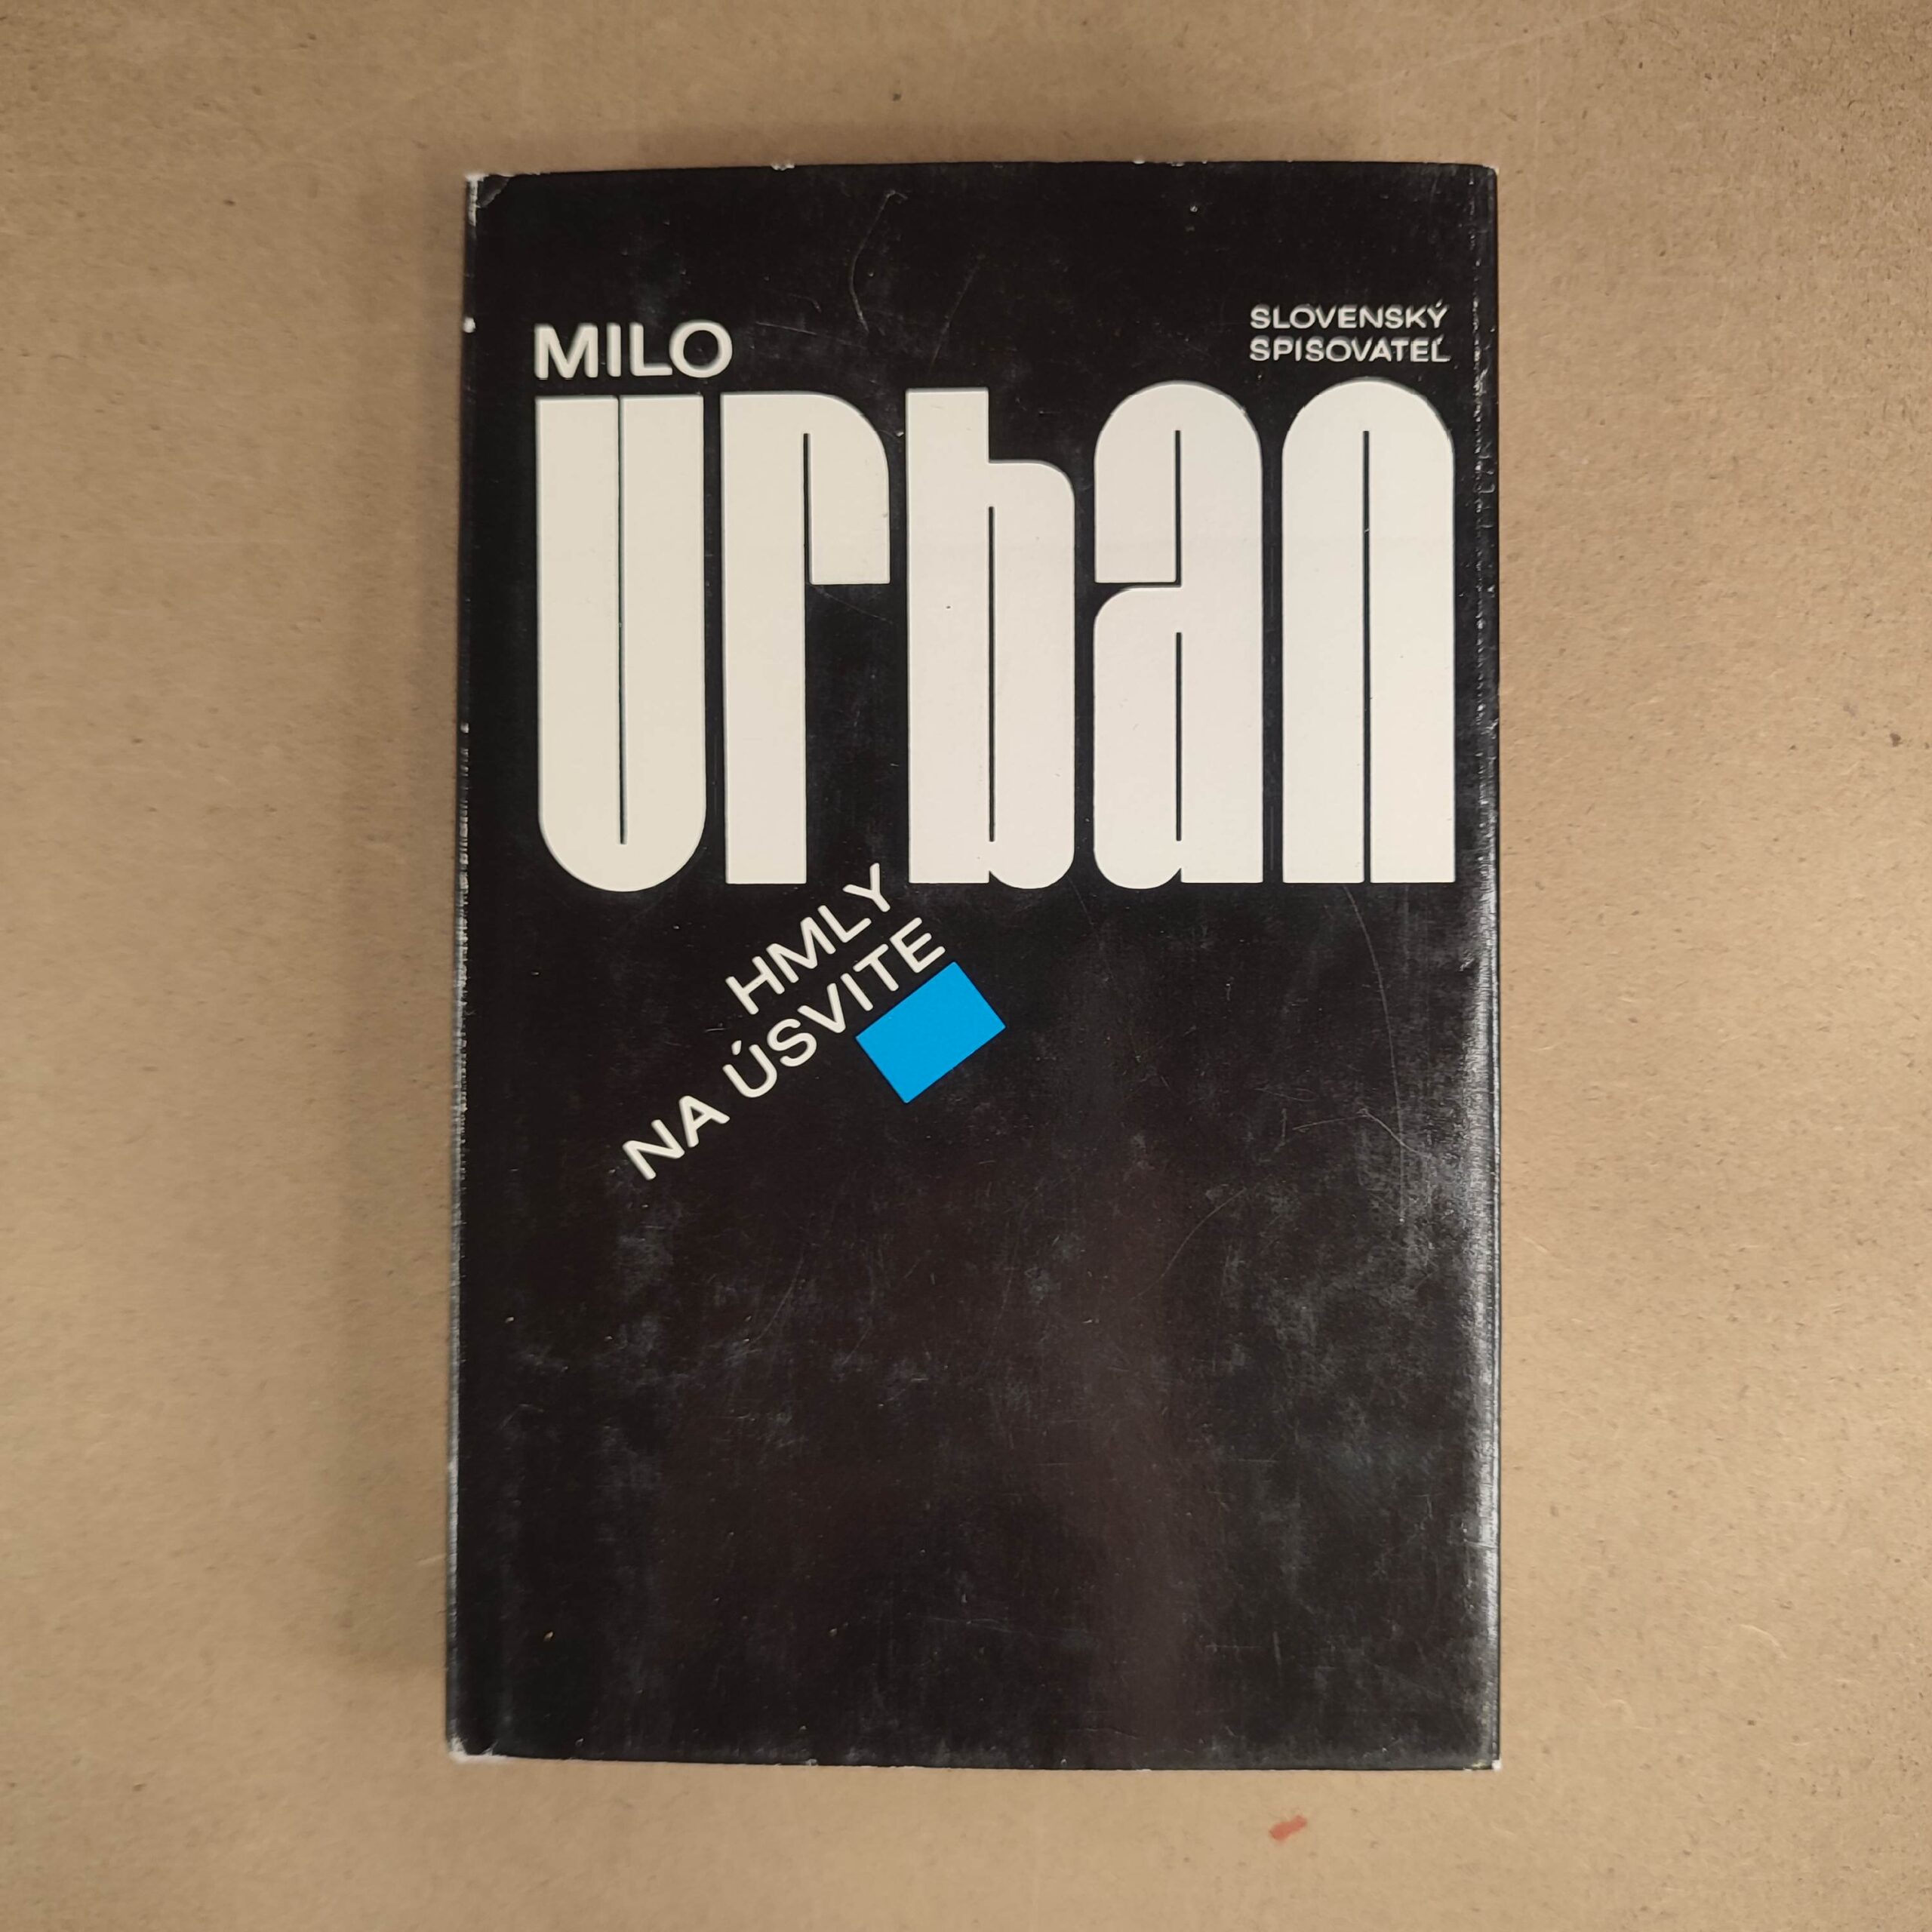 MILO
SLOVENSKÝ
SPISOVATEĽ
urban
HMLY
NA ÚSVITE